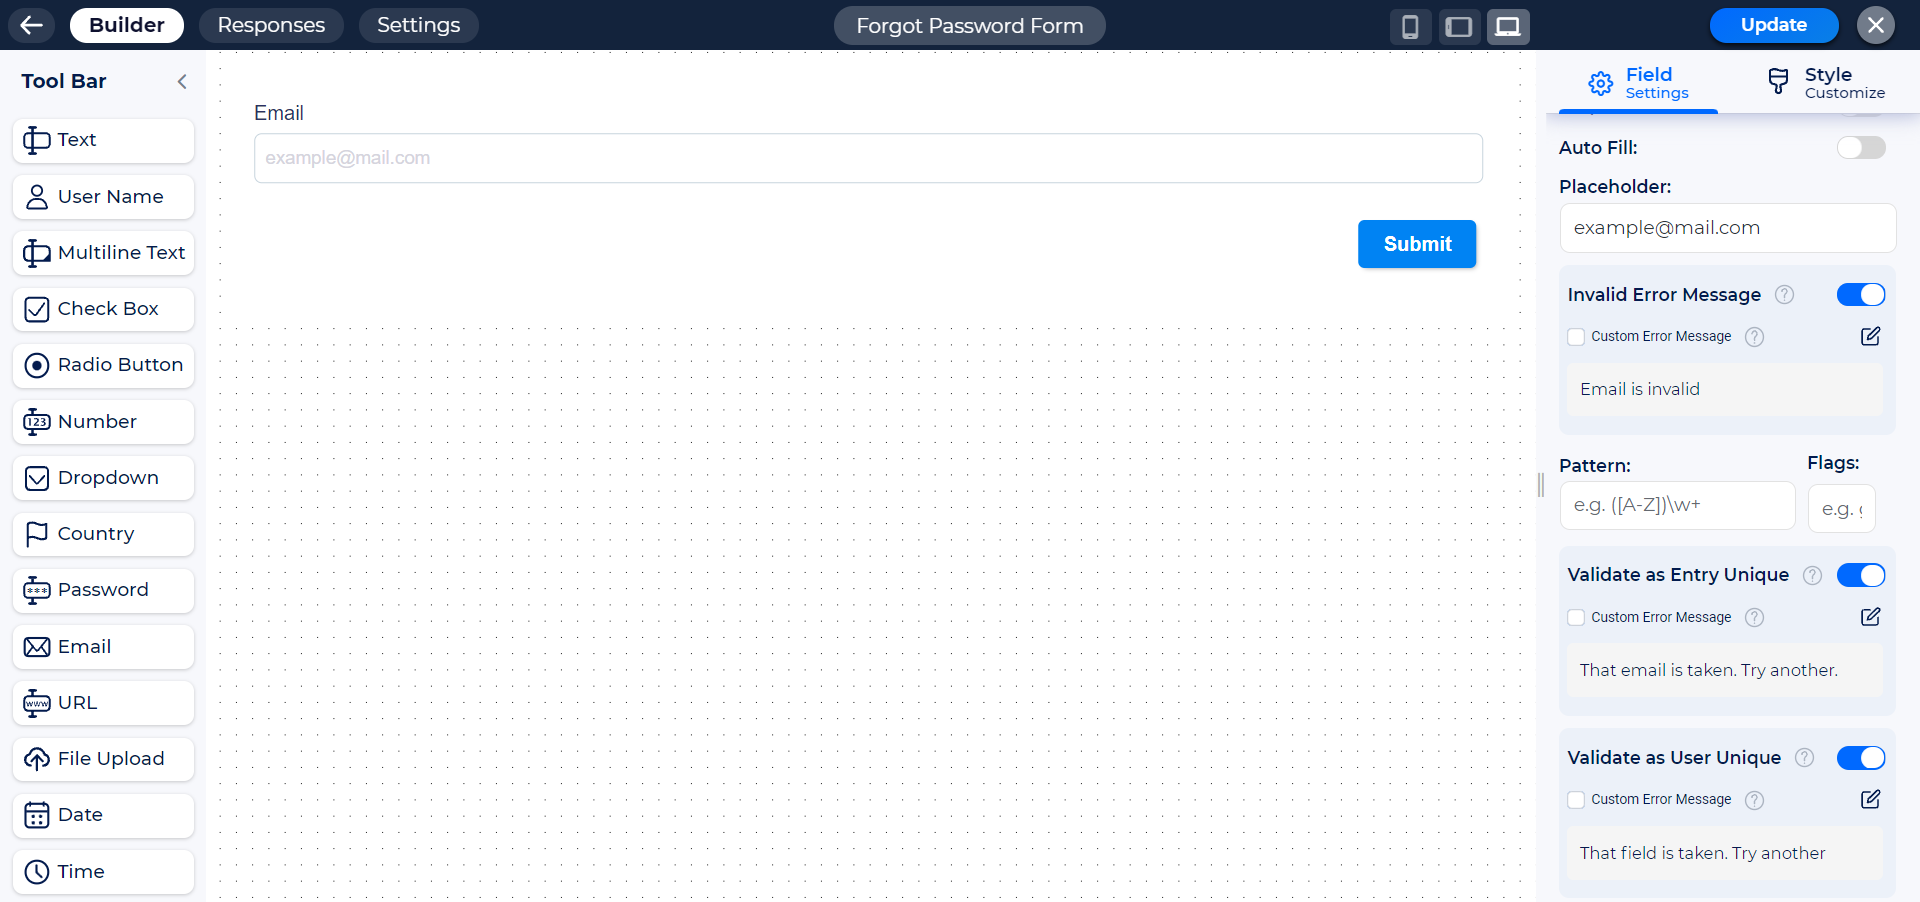 Builder
Responses
Settings
Forgot Password Form
Update
Tool Bar
Text
User Name
Multiline Text
Check Box
Radio Button
123
Number
Dropdown
Country
***
Password
Email
www
URL
File Upload
Date
Time
Email
example@mail.com
Submit
Field
Settings
Style
Customize
Auto Fill:
Placeholder:
example@mail.com
Invalid Error Message ?
Custom Error Message ?
Email is invalid
Pattern:
Flags:
e.g. ([A-Z])\w+
e.g.
Validate as Entry Unique ?
Custom Error Message ?
That email is taken. Try another.
Validate as User Unique ?
Custom Error Message ?
That field is taken. Try another